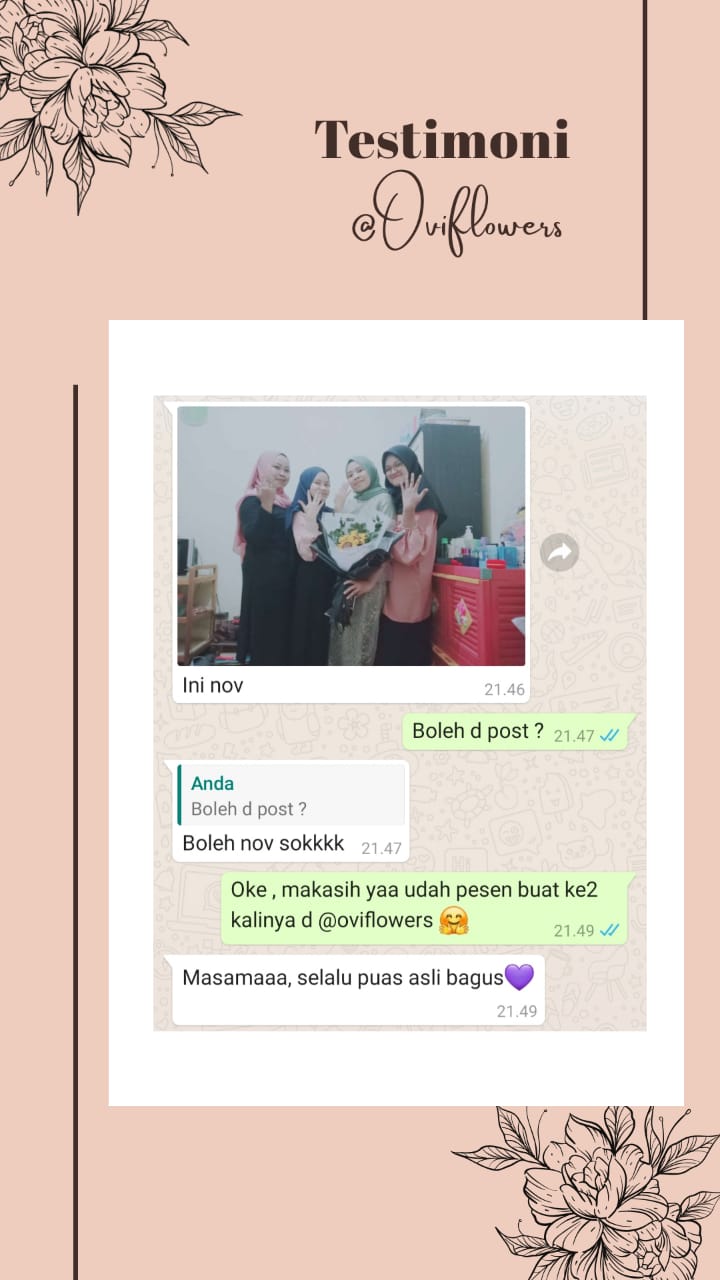 Testimoni
@Oviflowers
Ini nov
21.46
Boleh d post ? 21.47
Anda
Boleh d post ?
Boleh nov sokkkk 21.47
Oke , makasih yaa udah pesen buat ke2
kalinya d @oviflowers 🤗
21.49
Masamaaa, selalu puas asli bagus💜
21.49